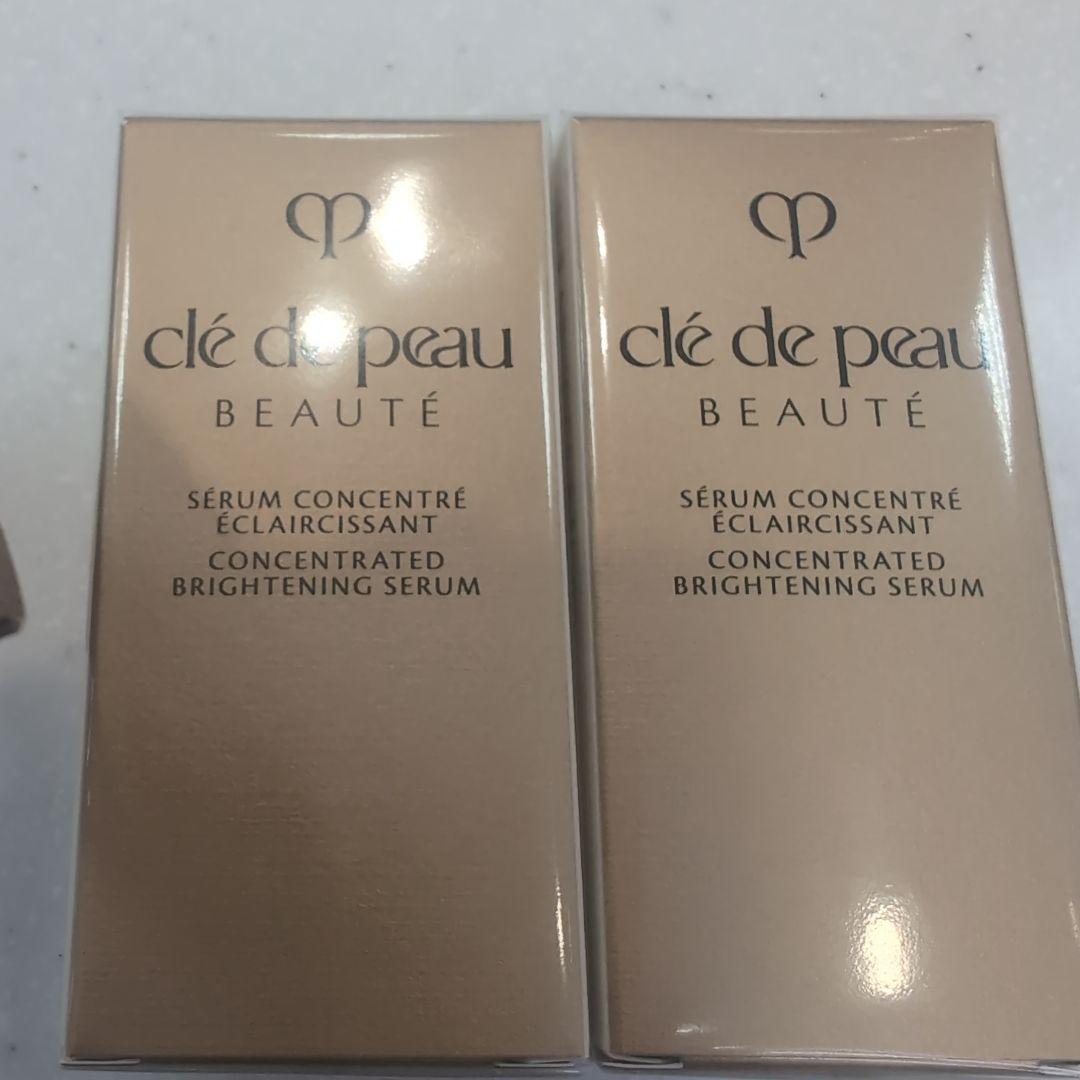 clé de peau
BEAUTÉ
SÉRUM CONCENTRÉ
ÉCLAIRCISSANT
CONCENTRATED
BRIGHTENING SERUM
clé de peau
BEAUTÉ
SÉRUM CONCENTRÉ
ÉCLAIRCISSANT
CONCENTRATED
BRIGHTENING SERUM